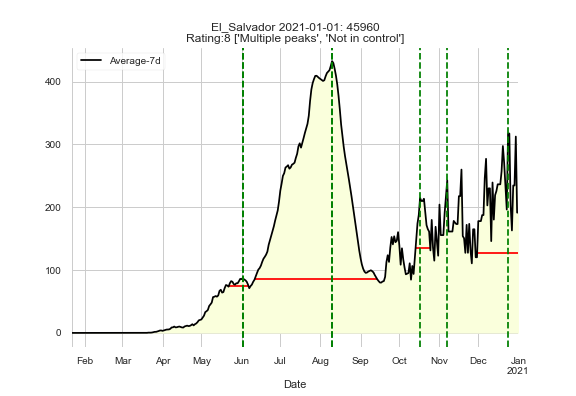 El_Salvador 2021-01-01: 45960
Rating:8 ['Multiple peaks', 'Not in control']
Average-7d
400
300
200
100
0
Feb Mar Apr May Jun Jul Aug Sep Oct Nov Dec Jan
2021
Date